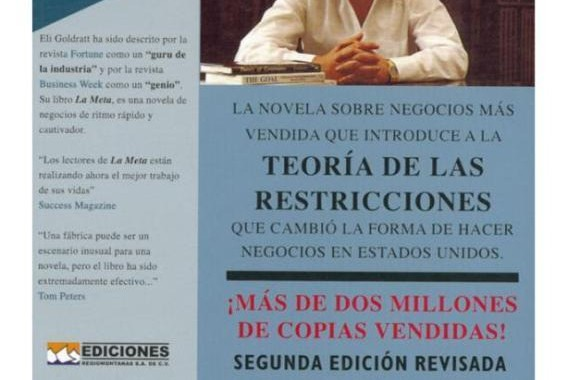 Eli Goldratt ha sido descrito por la
revista Fortune como un “guru de
la industria” y por la revista
Business Week como un “genio”.
Su libro La Meta, es una novela de
negocios de ritmo rápido y
cautivador.
“Los lectores de La Meta están
realizando ahora el mejor trabajo
de sus vidas”
Success Magazine
“Una fábrica puede ser un
escenario inusual para una
novela, pero el libro ha sido
extremadamente efectivo...”
Tom Peters
EDICIONES
REGIOMONTANAS S.A. DE C.V.
THE GOAL
LA NOVELA SOBRE NEGOCIOS MÁS
VENDIDA QUE INTRODUCE A LA
TEORÍA DE LAS
RESTRICCIONES
QUE CAMBIÓ LA FORMA DE HACER
NEGOCIOS EN ESTADOS UNIDOS.
¡MÁS DE DOS MILLONES
DE COPIAS VENDIDAS!
SEGUNDA EDICIÓN REVISADA